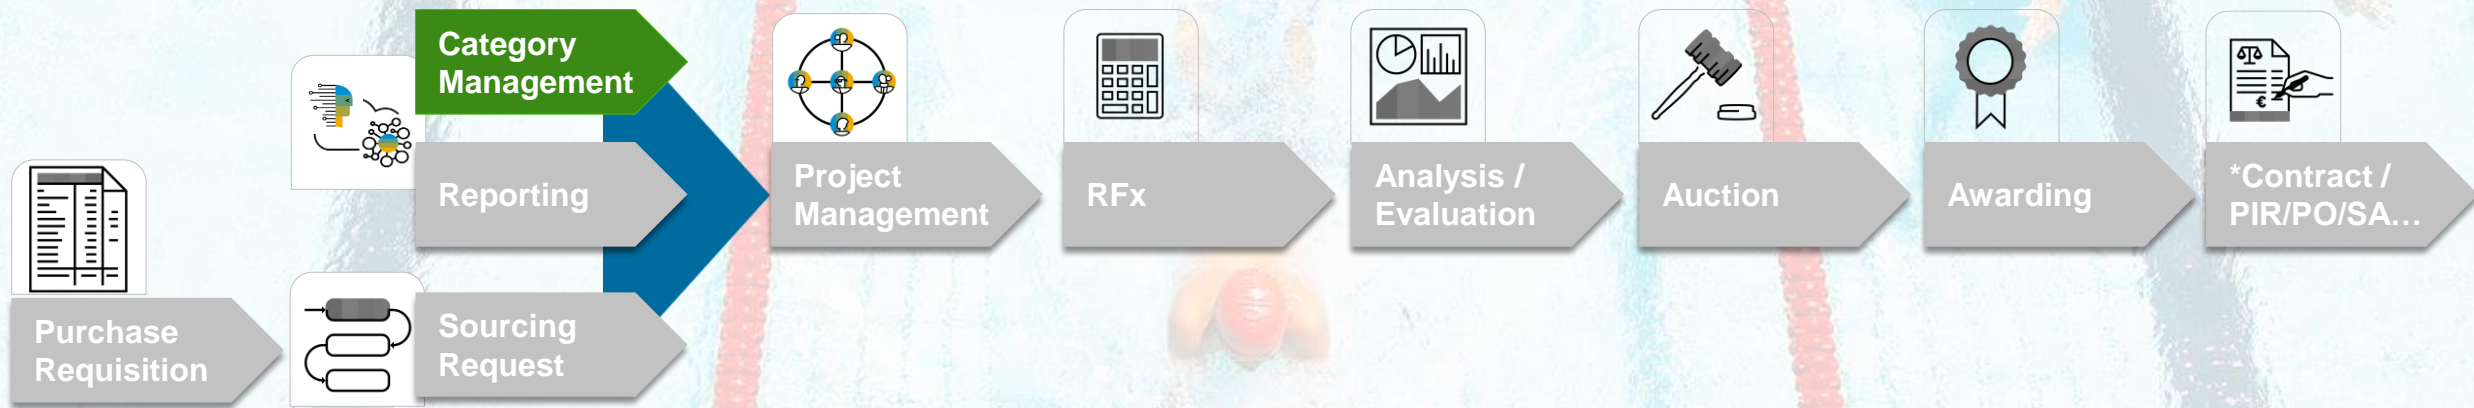 Category
Management
Reporting
Purchase
Requisition
Sourcing
Request
Project
Management
RFx
Analysis /
Evaluation
Auction
Awarding
*Contract /
PIR/PO/SA...
€